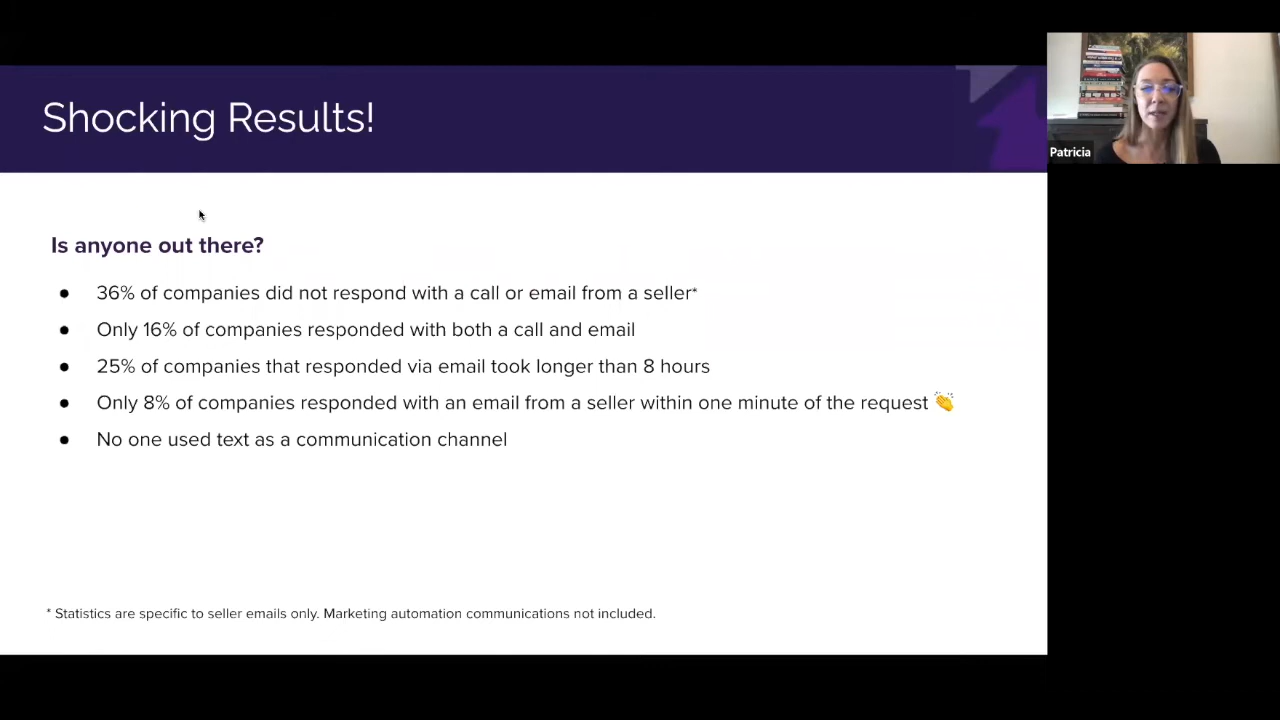 Shocking Results!
Patricia
Is anyone out there?
● 36% of companies did not respond with a call or email from a seller*
● Only 16% of companies responded with both a call and email
● 25% of companies that responded via email took longer than 8 hours
● Only 8% of companies responded with an email from a seller within one minute of the request 👏
● No one used text as a communication channel
* Statistics are specific to seller emails only. Marketing automation communications not included.